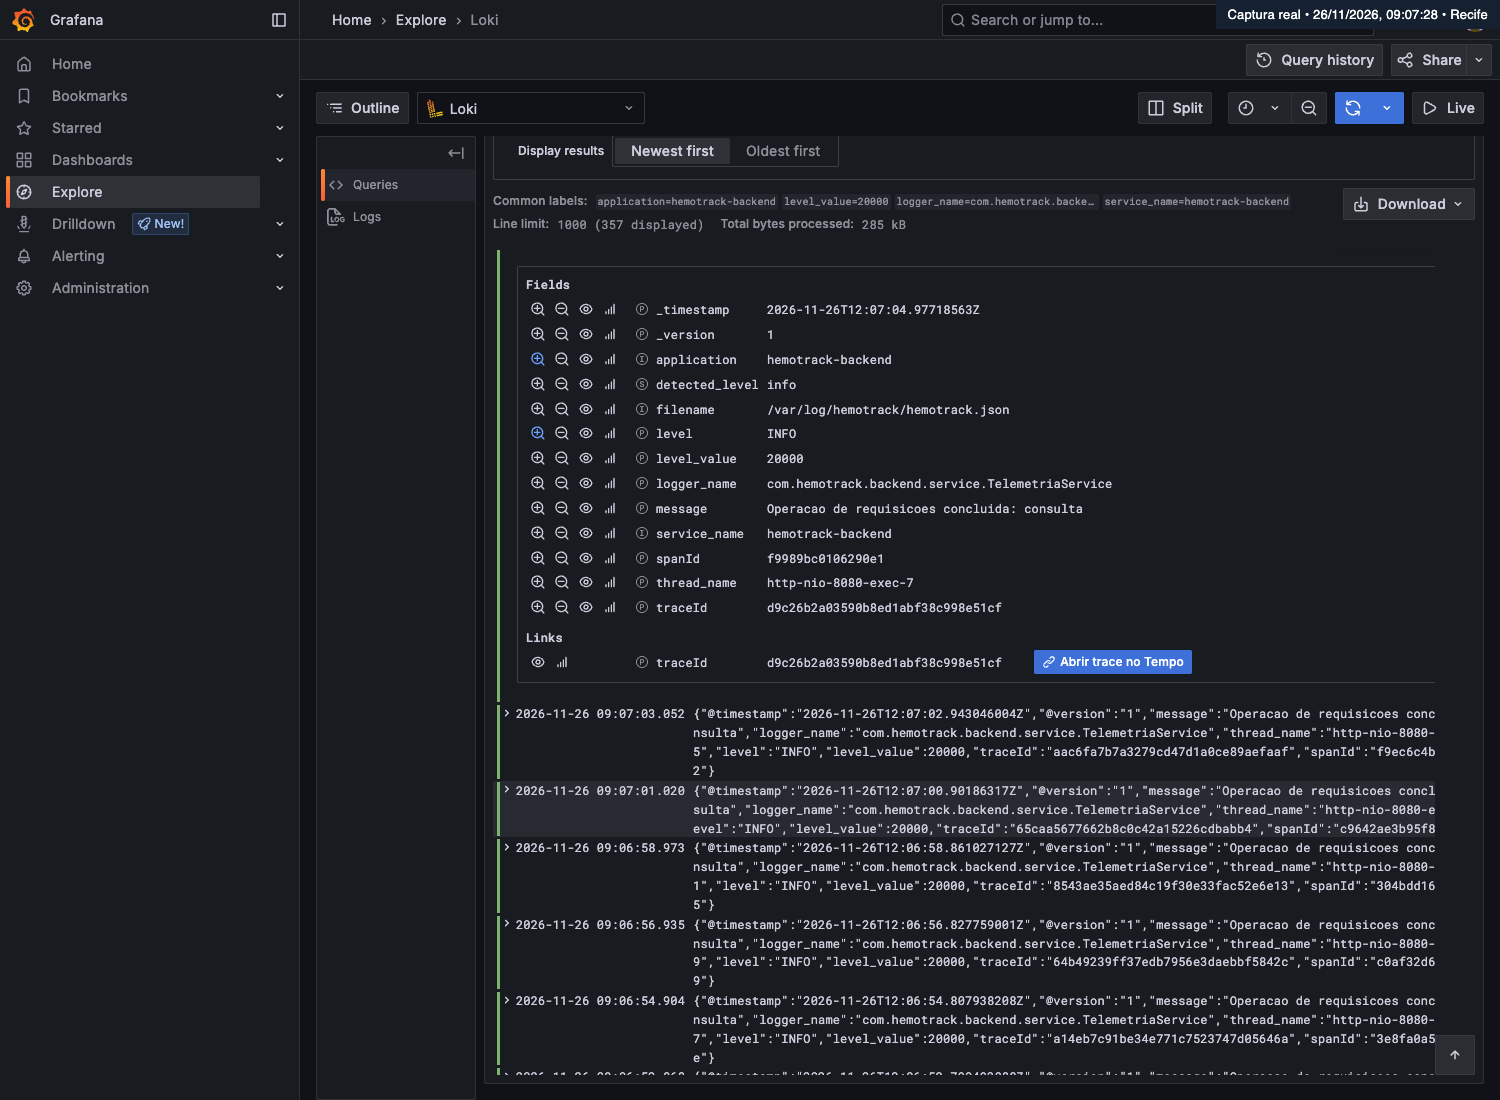 Grafana
Home › Explore › Loki
Search or jump to...
Captura real • 26/11/2026, 09:07:28 • Recife
Home
Bookmarks
Starred
Dashboards
Explore
Drilldown New!
Alerting
Administration
Query history
Share
Outline
Loki
Split
Live
Queries
Logs
Display results Newest first Oldest first
Common labels: application=hemotrack-backend level_value=20000 logger_name=com.hemotrack.backe… service_name=hemotrack-backend
Line limit: 1000 (357 displayed) Total bytes processed: 285 kB
Download
Fields
_timestamp 2026-11-26T12:07:04.97718563Z
_version 1
application hemotrack-backend
detected_level info
filename /var/log/hemotrack/hemotrack.json
level INFO
level_value 20000
logger_name com.hemotrack.backend.service.TelemetriaService
message Operacao de requisicoes concluida: consulta
service_name hemotrack-backend
spanId f9989bc0106290e1
thread_name http-nio-8080-exec-7
traceId d9c26b2a03590b8ed1abf38c998e51cf
Links
traceId d9c26b2a03590b8ed1abf38c998e51cf Abrir trace no Tempo
2026-11-26 09:07:03.052 {"@timestamp":"2026-11-26T12:07:02.943046004Z","@version":"1","message":"Operacao de requisicoes conc
nsulta","logger_name":"com.hemotrack.backend.service.TelemetriaService","thread_name":"http-nio-8080-
5","level":"INFO","level_value":20000,"traceId":"aac6fa7b7a3279cd47d1a0ce89aefaaf","spanId":"f9ec6c4b
2"}
2026-11-26 09:07:01.020 {"@timestamp":"2026-11-26T12:07:00.90186317Z","@version":"1","message":"Operacao de requisicoes concl
sulta","logger_name":"com.hemotrack.backend.service.TelemetriaService","thread_name":"http-nio-8080-e
evel":"INFO","level_value":20000,"traceId":"65caa5677662b8c0c42a15226cdbabb4","spanId":"c9642ae3b95f8
2026-11-26 09:06:58.973 {"@timestamp":"2026-11-26T12:06:58.861027127Z","@version":"1","message":"Operacao de requisicoes conc
nsulta","logger_name":"com.hemotrack.backend.service.TelemetriaService","thread_name":"http-nio-8080-
1","level":"INFO","level_value":20000,"traceId":"8543ae35aed84c19f30e33fac52e6e13","spanId":"304bdd16
5"}
2026-11-26 09:06:56.935 {"@timestamp":"2026-11-26T12:06:56.827759001Z","@version":"1","message":"Operacao de requisicoes conc
nsulta","logger_name":"com.hemotrack.backend.service.TelemetriaService","thread_name":"http-nio-8080-
9","level":"INFO","level_value":20000,"traceId":"64b49239ff37edb7956e3daebbf5842c","spanId":"c0af32d6
9"}
2026-11-26 09:06:54.904 {"@timestamp":"2026-11-26T12:06:54.807938208Z","@version":"1","message":"Operacao de requisicoes conc
nsulta","logger_name":"com.hemotrack.backend.service.TelemetriaService","thread_name":"http-nio-8080-
7","level":"INFO","level_value":20000,"traceId":"a14eb7c91be34e771c7523747d05646a","spanId":"3e8fa0a5
e"}